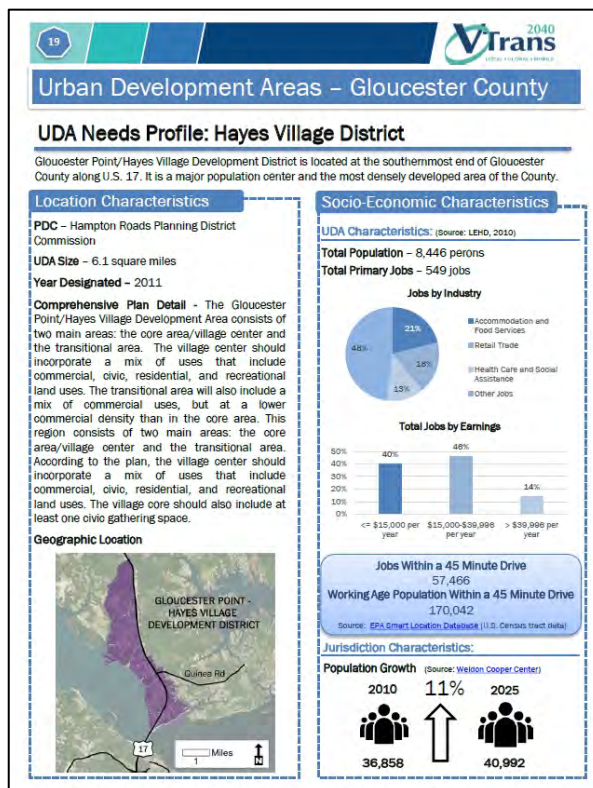 19
VTrans
2040
LOCAL • GLOBAL • MOBILE
Urban Development Areas – Gloucester County
UDA Needs Profile: Hayes Village District
Gloucester Point/Hayes Village Development District is located at the southernmost end of Gloucester
County along U.S. 17. It is a major population center and the most densely developed area of the County.
Location Characteristics
PDC – Hampton Roads Planning District
Commission
UDA Size – 6.1 square miles
Year Designated – 2011
Comprehensive Plan Detail - The Gloucester
Point/Hayes Village Development Area consists of
two main areas: the core area/village center and
the transitional area. The village center should
incorporate a mix of uses that include
commercial, civic, residential, and recreational
land uses. The transitional area will also include a
mix of commercial uses, but at a lower
commercial density than in the core area. This
region consists of two main areas: the core
area/village center and the transitional area.
According to the plan, the village center should
incorporate a mix of uses that include
commercial, civic, residential, and recreational
land uses. The village core should also include at
least one civic gathering space.
Geographic Location
GLOUCESTER POINT -
HAYES VILLAGE
DEVELOPMENT DISTRICT
Guinea Rd
17
Miles
1
N
Socio-Economic Characteristics
UDA Characteristics: (Source: LEHD, 2010)
Total Population – 8,446 perons
Total Primary Jobs – 549 jobs
Jobs by Industry
21%
18%
13%
48%
Accommodation and
Food Services
Retail Trade
Health Care and Social
Assistance
Other Jobs
Total Jobs by Earnings
50%
40%
30%
20%
10%
0%
40%
46%
14%
<= $15,000 per
year
$15,000-$39,996
per year
> $39,996 per
year
Jobs Within a 45 Minute Drive
57,466
Working Age Population Within a 45 Minute Drive
170,042
Source: EPA Smart Location Database (U.S. Census tract data)
Jurisdiction Characteristics:
Population Growth (Source: Weldon Cooper Center)
2010 11% 2025
36,858 40,992